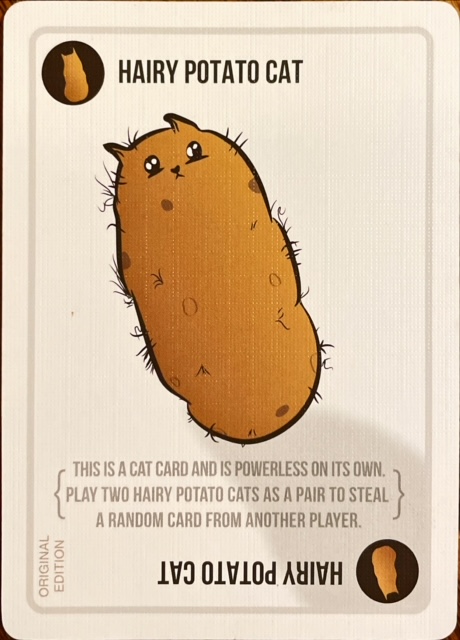 HAIRY POTATO CAT
THIS IS A CAT CARD AND IS POWERLESS ON ITS OWN.
PLAY TWO HAIRY POTATO CATS AS A PAIR TO STEAL
A RANDOM CARD FROM ANOTHER PLAYER.
ORIGINAL
EDITION
HAIRY POTATO CAT